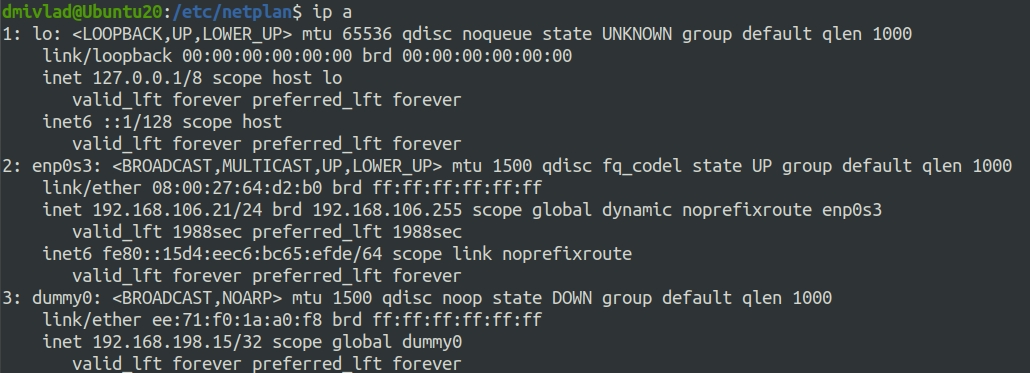 dmivlad@Ubuntu20:/etc/netplan$ ip a
1: lo: <LOOPBACK,UP,LOWER_UP> mtu 65536 qdisc noqueue state UNKNOWN group default qlen 1000
    link/loopback 00:00:00:00:00:00 brd 00:00:00:00:00:00
    inet 127.0.0.1/8 scope host lo
       valid_lft forever preferred_lft forever
    inet6 ::1/128 scope host
       valid_lft forever preferred_lft forever
2: enp0s3: <BROADCAST,MULTICAST,UP,LOWER_UP> mtu 1500 qdisc fq_codel state UP group default qlen 1000
    link/ether 08:00:27:64:d2:b0 brd ff:ff:ff:ff:ff:ff
    inet 192.168.106.21/24 brd 192.168.106.255 scope global dynamic noprefixroute enp0s3
       valid_lft 1988sec preferred_lft 1988sec
    inet6 fe80::15d4:eec6:bc65:efde/64 scope link noprefixroute
       valid_lft forever preferred_lft forever
3: dummy0: <BROADCAST,NOARP> mtu 1500 qdisc noop state DOWN group default qlen 1000
    link/ether ee:71:f0:1a:a0:f8 brd ff:ff:ff:ff:ff:ff
    inet 192.168.198.15/32 scope global dummy0
       valid_lft forever preferred_lft forever